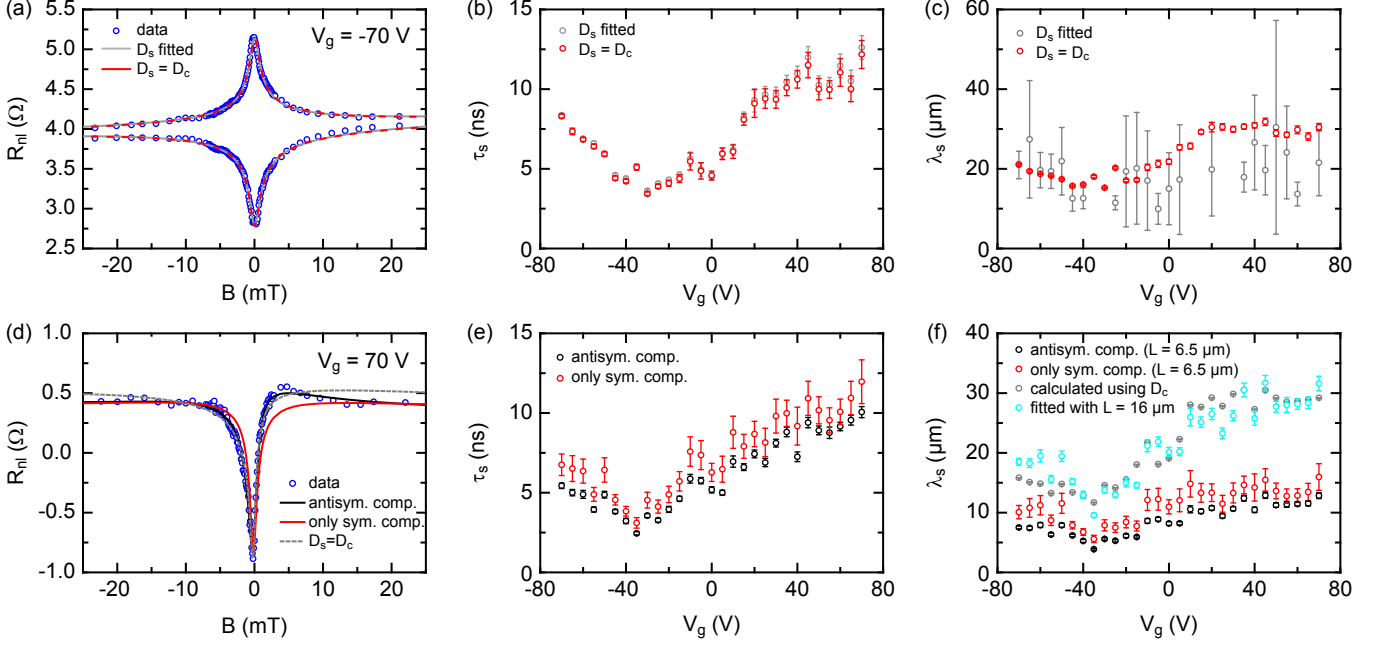 (a)
V_g = -70 V
data
D_s fitted
D_s = D_c
R_nl (Ω)
5.0
4.5
4.0
3.5
3.0
2.5
-20 -10 0 10 20
B (mT)
(b)
D_s fitted
D_s = D_c
τ_s (ns)
15
10
5
0
-80 -40 0 40 80
V_g (V)
(c)
D_s fitted
D_s = D_c
λ_s (µm)
60
40
20
0
-80 -40 0 40 80
V_g (V)
(d)
V_g = 70 V
data
antisym. comp.
only sym. comp.
D_s=D_c
R_nl (Ω)
1.0
0.5
0.0
-0.5
-1.0
-20 -10 0 10 20
B (mT)
(e)
antisym. comp.
only sym. comp.
τ_s (ns)
15
10
5
0
-80 -40 0 40 80
V_g (V)
(f)
antisym. comp. (L = 6.5 µm)
only sym. comp. (L = 6.5 µm)
calculated using D_c
fitted with L = 16 µm
λ_s (µm)
40
30
20
10
0
-80 -40 0 40 80
V_g (V)